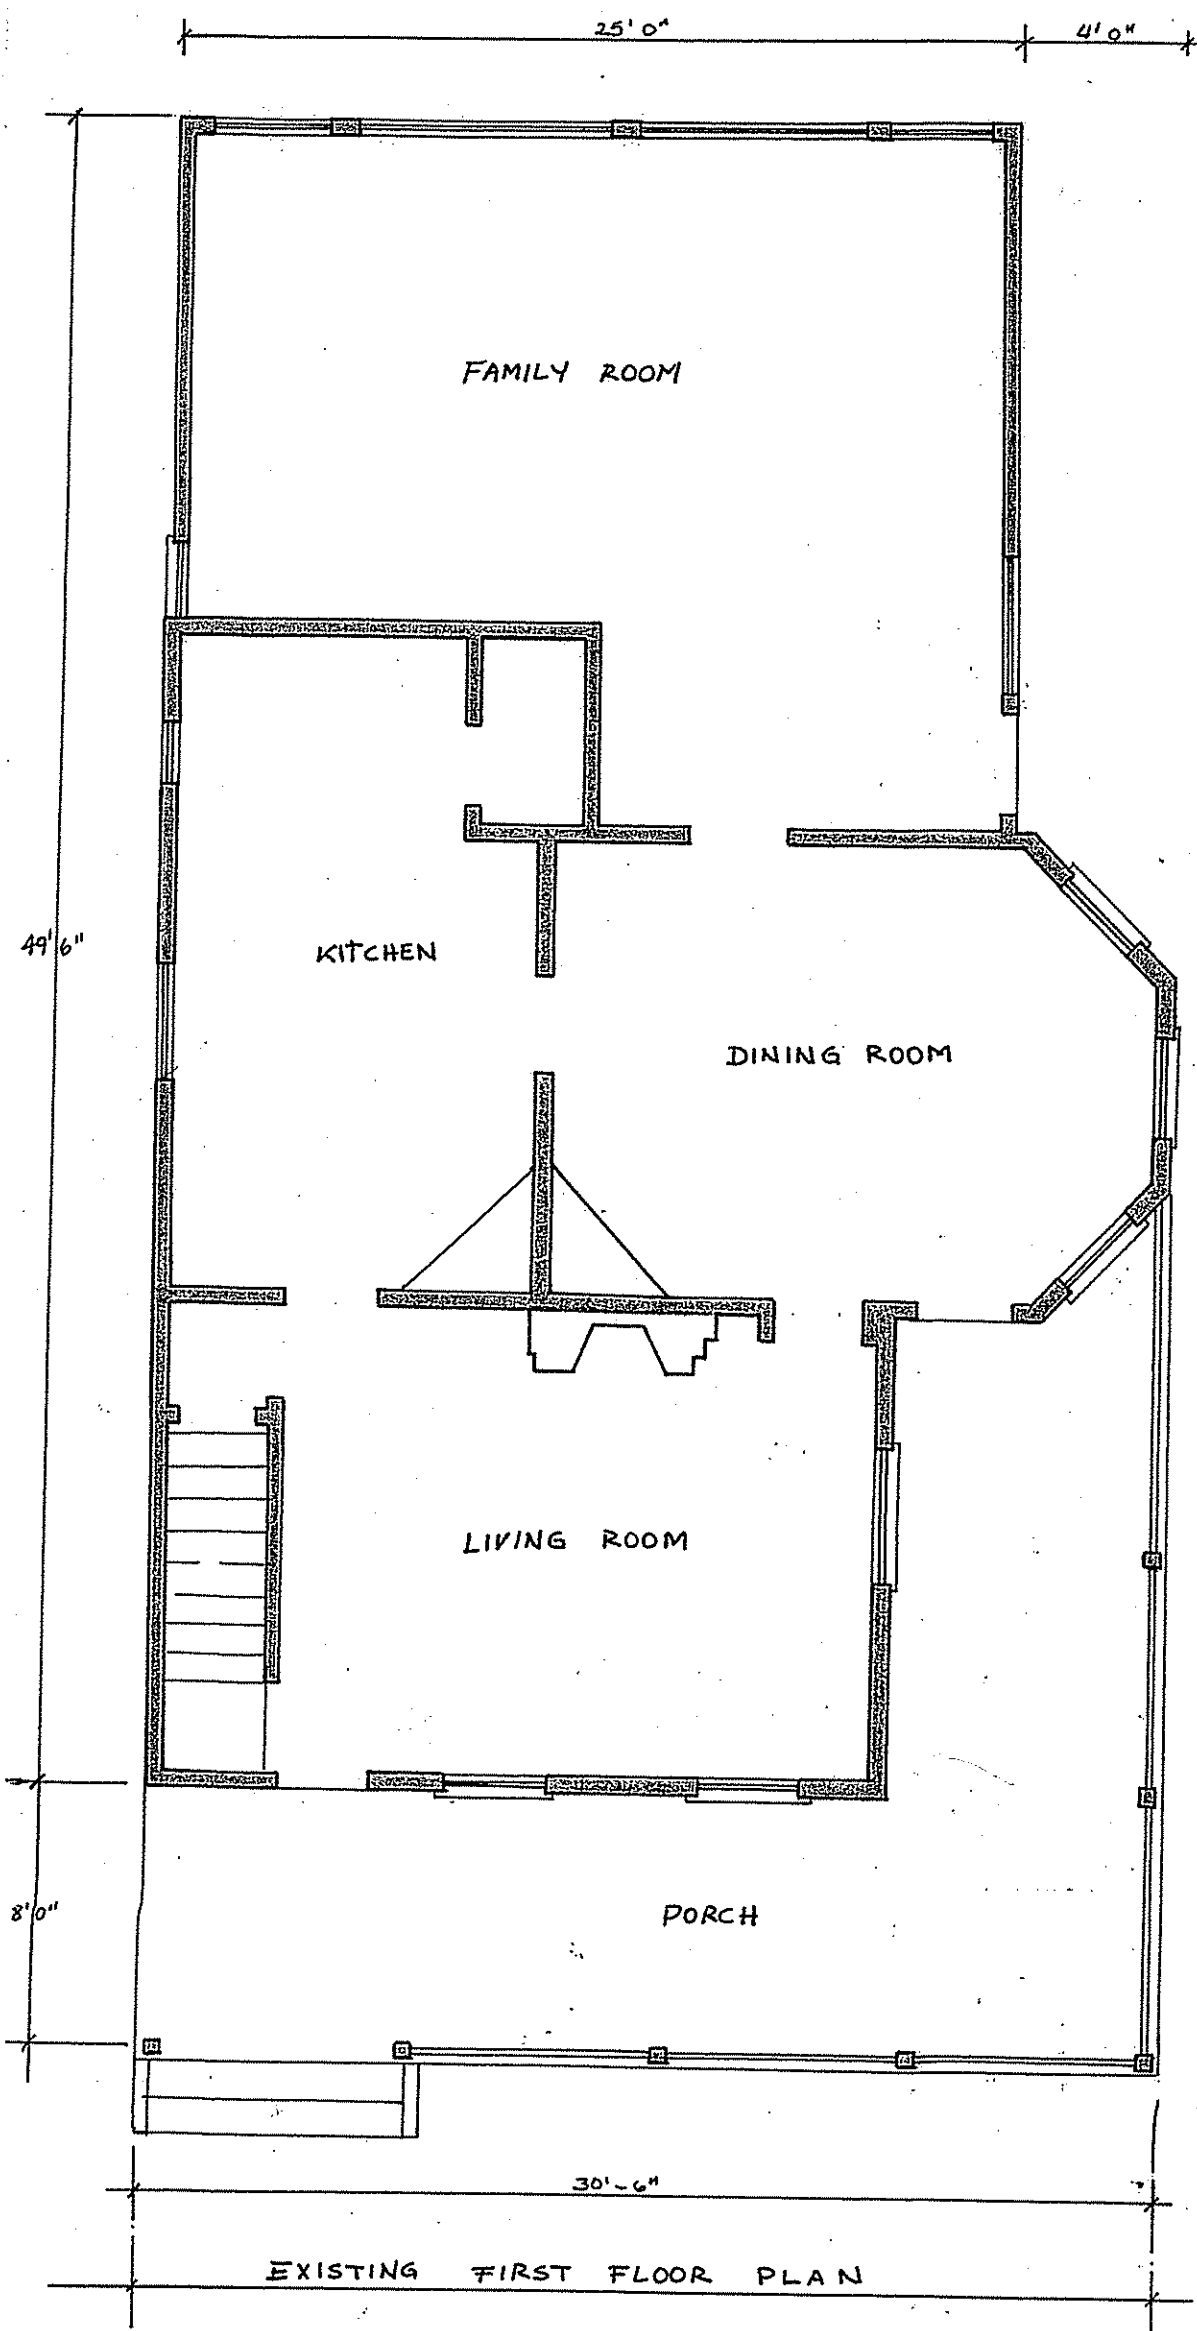 25'0" 4'0"
FAMILY ROOM
49'6"
KITCHEN
DINING ROOM
LIVING ROOM
8'0"
PORCH
30'-6"
EXISTING FIRST FLOOR PLAN